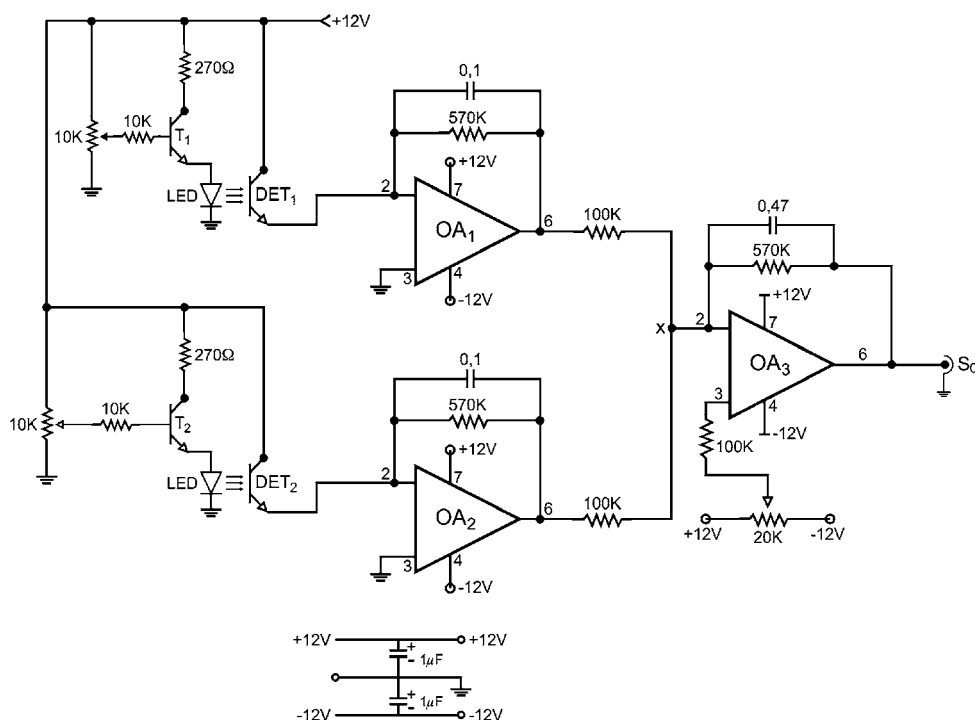 +12V
270Ω
10K
10K
T1
LED
DET1
0,1
570K
+12V
2
7
OA1
6
3
4
-12V
100K
270Ω
10K
10K
T2
LED
DET2
0,1
570K
+12V
2
7
OA2
6
3
4
-12V
100K
X
0,47
570K
+12V
2
7
OA3
6
3
4
-12V
100K
+12V
20K
-12V
+12V
+
- 1μF
+12V
+
- 1μF
-12V
-12V